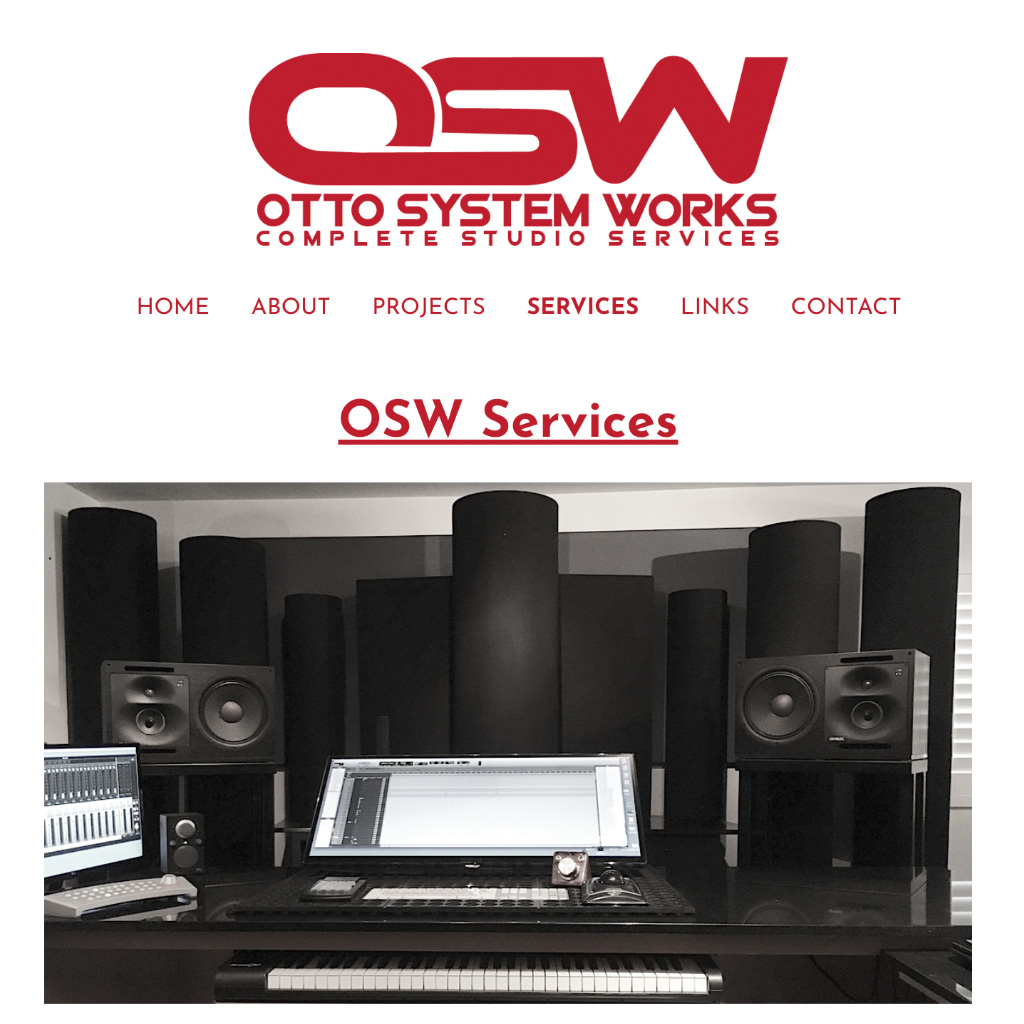 OSW
OTTO SYSTEM WORKS
COMPLETE STUDIO SERVICES
HOME ABOUT PROJECTS SERVICES LINKS CONTACT
OSW Services